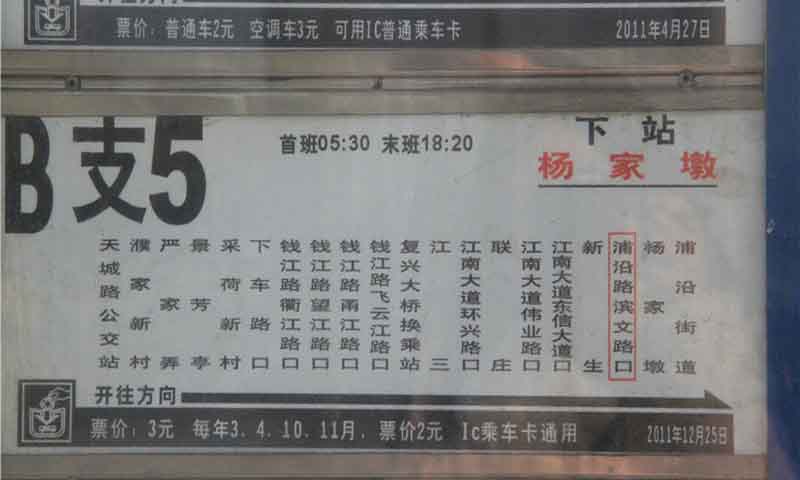 票价：普通车2元 空调车3元 可用IC普通乘车卡 2011年4月27日
B支5
首班05:30 末班18:20
下站
杨家墩
天城路公交站
濮家新村
严家弄
景芳亭
采荷新村
下车路口
钱江路衢江路口
钱江路望江路口
钱江路甬江路口
钱江路飞云江路口
复兴大桥换乘站
江三
江南大道环兴路口
联庄
江南大道伟业路口
江南大道东信大道口
新生
浦沿路滨文路口
杨家墩
浦沿街道
开往方向
票价：3元 每年3．4．10．11月．票价2元 Ic乘车卡通用 2011年12月25日